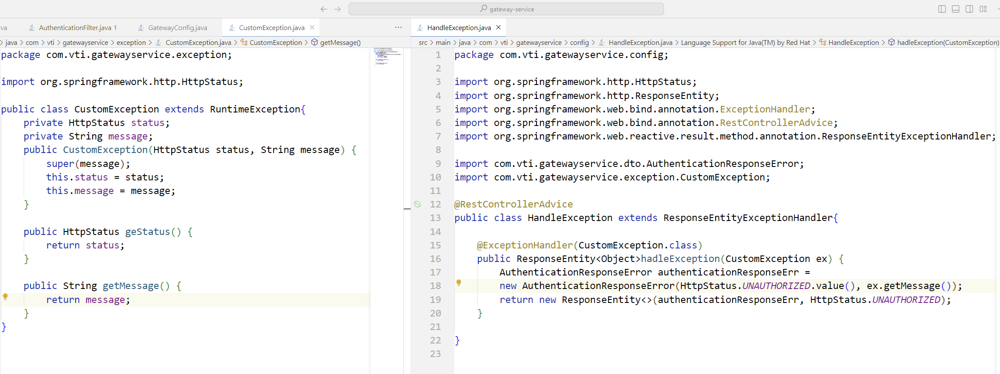 gateway-service
va
AuthenticationFilter.java 1
GatewayConfig.java
CustomException.java
java > com > vti > gatewayservice > exception > CustomException.java > CustomException > getMessage()
package com.vti.gatewayservice.exception;
import org.springframework.http.HttpStatus;
public class CustomException extends RuntimeException{
private HttpStatus status;
private String message;
public CustomException(HttpStatus status, String message) {
super(message);
this.status = status;
this.message = message;
}
public HttpStatus geStatus() {
return status;
}
public String getMessage() {
return message;
}
}
HandleException.java
src > main > java > com > vti > gatewayservice > config > HandleException.java > Language Support for Java(TM) by Red Hat > HandleException > hadleException(CustomException)
1 package com.vti.gatewayservice.config;
2
3 import org.springframework.http.HttpStatus;
4 import org.springframework.http.ResponseEntity;
5 import org.springframework.web.bind.annotation.ExceptionHandler;
6 import org.springframework.web.bind.annotation.RestControllerAdvice;
7 import org.springframework.web.reactive.result.method.annotation.ResponseEntityExceptionHandler;
8
9 import com.vti.gatewayservice.dto.AuthenticationResponseError;
10 import com.vti.gatewayservice.exception.CustomException;
11
12 @RestControllerAdvice
13 public class HandleException extends ResponseEntityExceptionHandler{
14
15 @ExceptionHandler(CustomException.class)
16 public ResponseEntity<Object>hadleException(CustomException ex) {
17 AuthenticationResponseError authenticationResponseErr =
18 new AuthenticationResponseError(HttpStatus.UNAUTHORIZED.value(), ex.getMessage());
19 return new ResponseEntity<>(authenticationResponseErr, HttpStatus.UNAUTHORIZED);
20 }
21
22 }
23